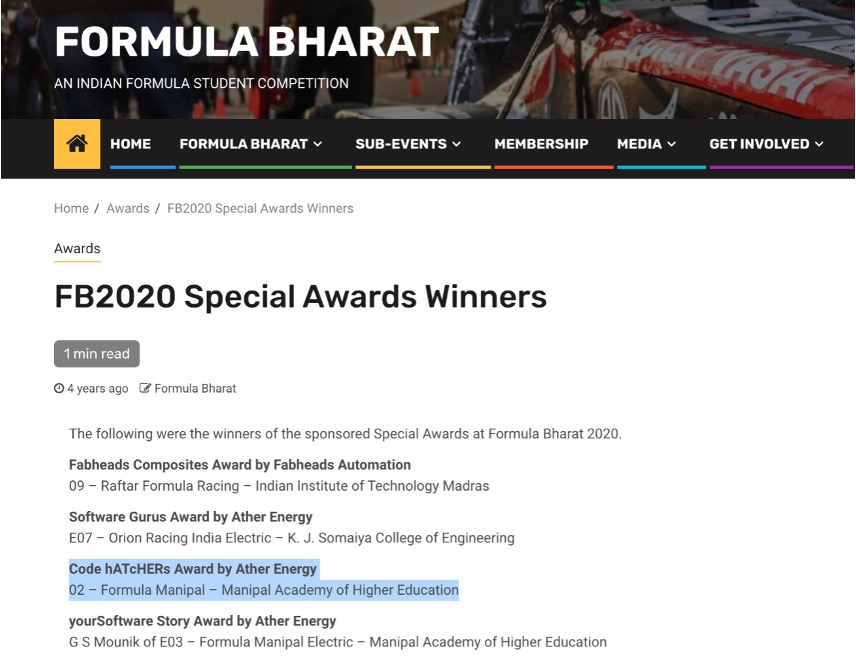 FORMULA BHARAT
AN INDIAN FORMULA STUDENT COMPETITION
HOME FORMULA BHARAT SUB-EVENTS MEMBERSHIP MEDIA GET INVOLVED
Home / Awards / FB2020 Special Awards Winners
Awards
FB2020 Special Awards Winners
1 min read
4 years ago Formula Bharat
The following were the winners of the sponsored Special Awards at Formula Bharat 2020.
Fabheads Composites Award by Fabheads Automation
09 – Raftar Formula Racing – Indian Institute of Technology Madras
Software Gurus Award by Ather Energy
E07 – Orion Racing India Electric – K. J. Somaiya College of Engineering
Code hATcHERs Award by Ather Energy
02 – Formula Manipal – Manipal Academy of Higher Education
yourSoftware Story Award by Ather Energy
G S Mounik of E03 – Formula Manipal Electric – Manipal Academy of Higher Education